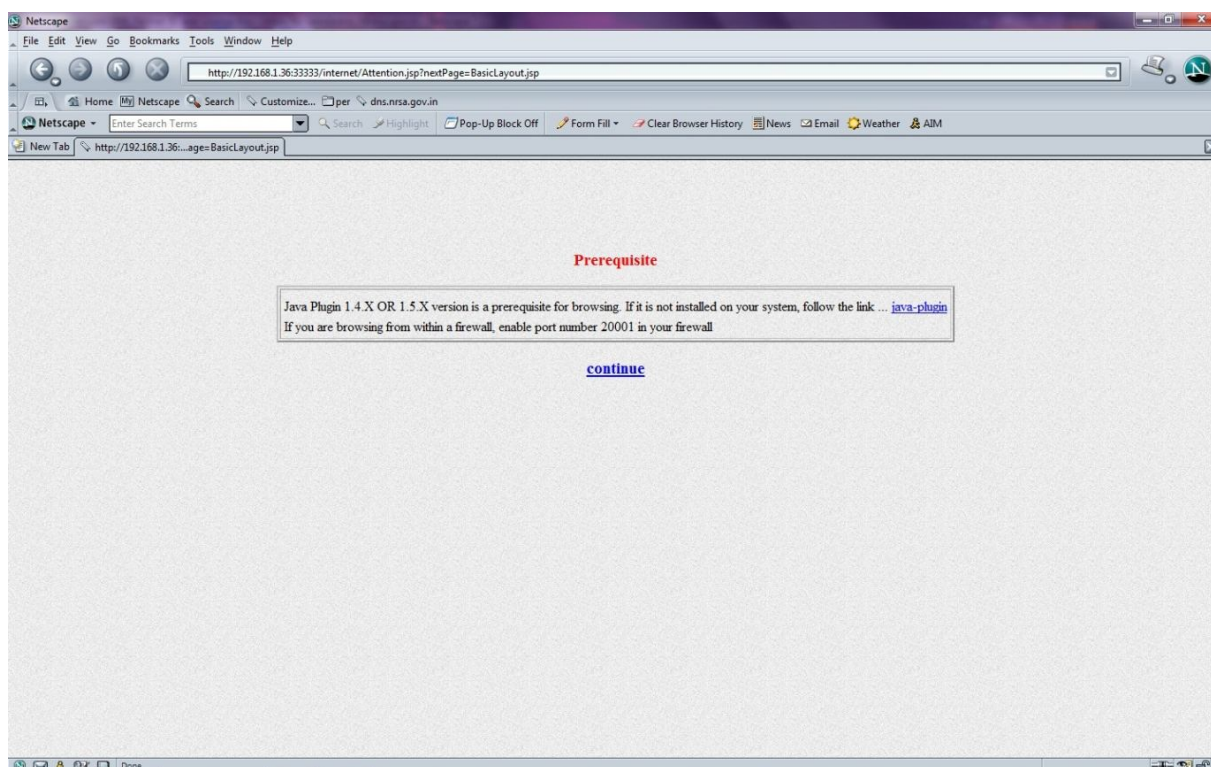 Netscape
File Edit View Go Bookmarks Tools Window Help
http://192.168.1.36:33333/internet/Attention.jsp?nextPage=BasicLayout.jsp
Home My Netscape Search Customize... per dns.nrsa.gov.in
Netscape Enter Search Terms Search Highlight Pop-Up Block Off Form Fill Clear Browser History News Email Weather AIM
New Tab http://192.168.1.36:...age=BasicLayout.jsp
Prerequisite
Java Plugin 1.4.X OR 1.5.X version is a prerequisite for browsing. If it is not installed on your system, follow the link ... java-plugin
If you are browsing from within a firewall, enable port number 20001 in your firewall
continue
Done